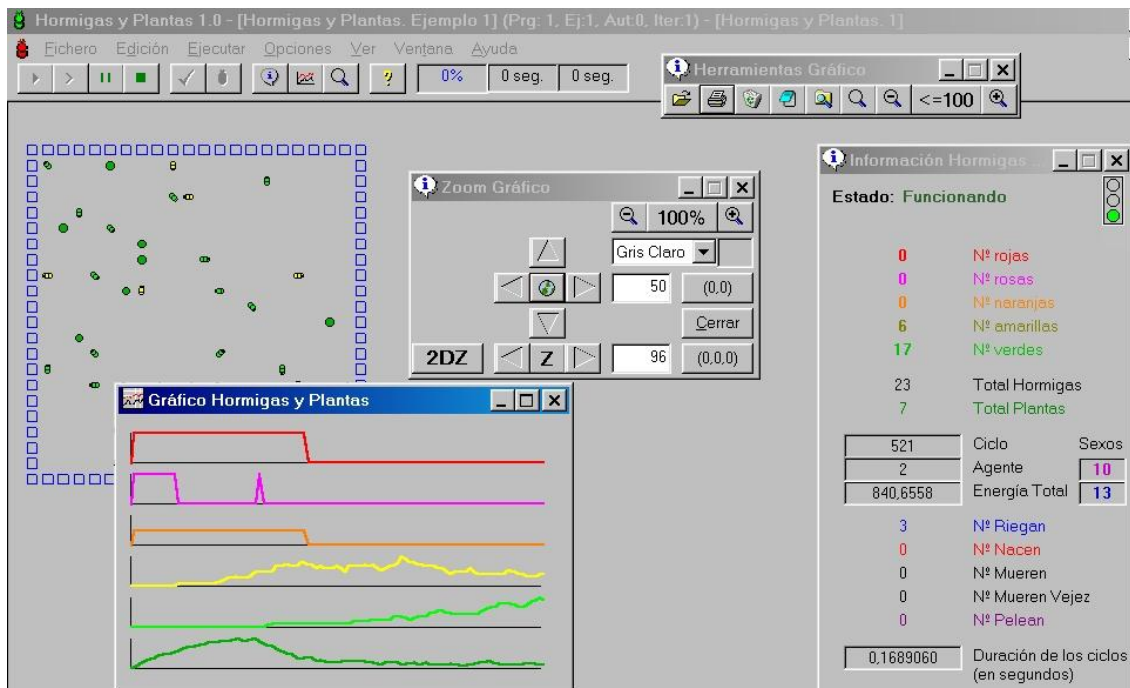 Hormigas y Plantas 1.0 - [Hormigas y Plantas. Ejemplo 1] (Prg: 1, Ej:1, Aut:0, Iter:1) - [Hormigas y Plantas. 1]
Fichero Edición Ejecutar Opciones Ver Ventana Ayuda
0% 0 seg. 0 seg.
Herramientas Gráfico
<=100
Zoom Gráfico
100%
Gris Claro
50 (0,0)
Cerrar
2DZ Z 96 (0,0,0)
Gráfico Hormigas y Plantas
Información Hormigas ...
Estado: Funcionando
0 Nº rojas
0 Nº rosas
0 Nº naranjas
6 Nº amarillas
17 Nº verdes
23 Total Hormigas
7 Total Plantas
521 Ciclo Sexos
2 Agente 10
840,6558 Energía Total 13
3 Nº Riegan
0 Nº Nacen
0 Nº Mueren
0 Nº Mueren Vejez
0 Nº Pelean
0,1689060 Duración de los ciclos
(en segundos)